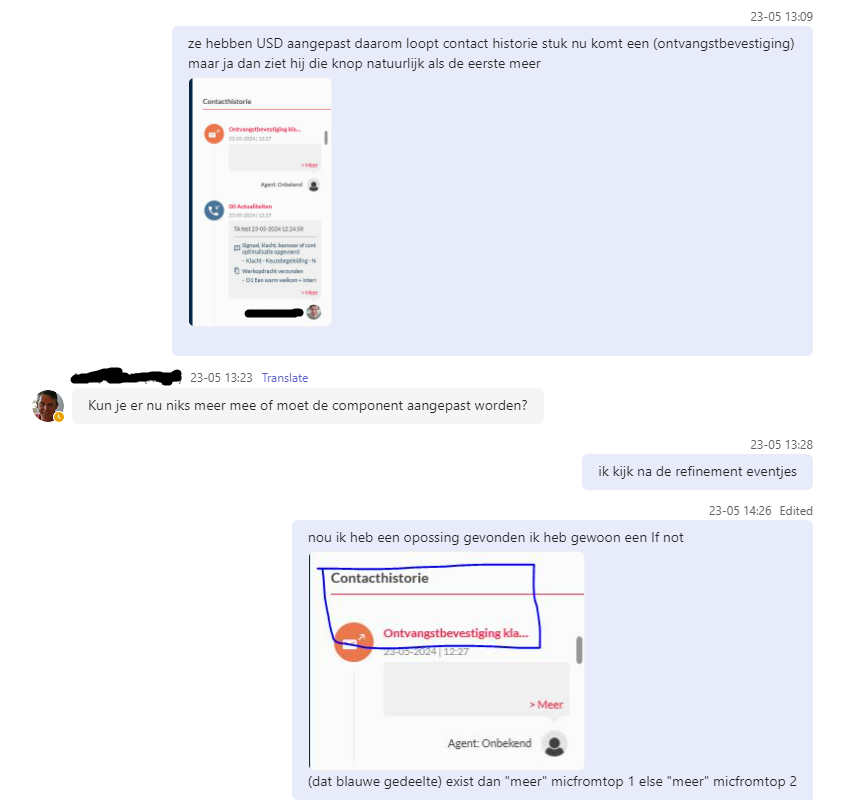 23-05 13:09
ze hebben USD aangepast daarom loopt contact historie stuk nu komt een (ontvangstbevestiging)
maar ja dan ziet hij die knop natuurlijk als de eerste meer
Contacthistorie
Ontvangstbevestiging kla...
23-05-2024 | 12:27
> Meer
Agent: Onbekend
00 Actualiteiten
23-05-2024 | 12:27
TA test 23-05-2024 12:24:58
Signaal, klacht, bezwaar of cont
optimalisatie opgevoerd
- Klacht - Keuzebegeleiding - N
Werkopdracht verzonden
- D1 Een warm welkom - Interr
> Meer
23-05 13:23 Translate
Kun je er nu niks meer mee of moet de component aangepast worden?
23-05 13:28
ik kijk na de refinement eventjes
23-05 14:26 Edited
nou ik heb een opossing gevonden ik heb gewoon een If not
Contacthistorie
Ontvangstbevestiging kla...
23-05-2024 | 12:27
> Meer
Agent: Onbekend
(dat blauwe gedeelte) exist dan "meer" micfromtop 1 else "meer" micfromtop 2